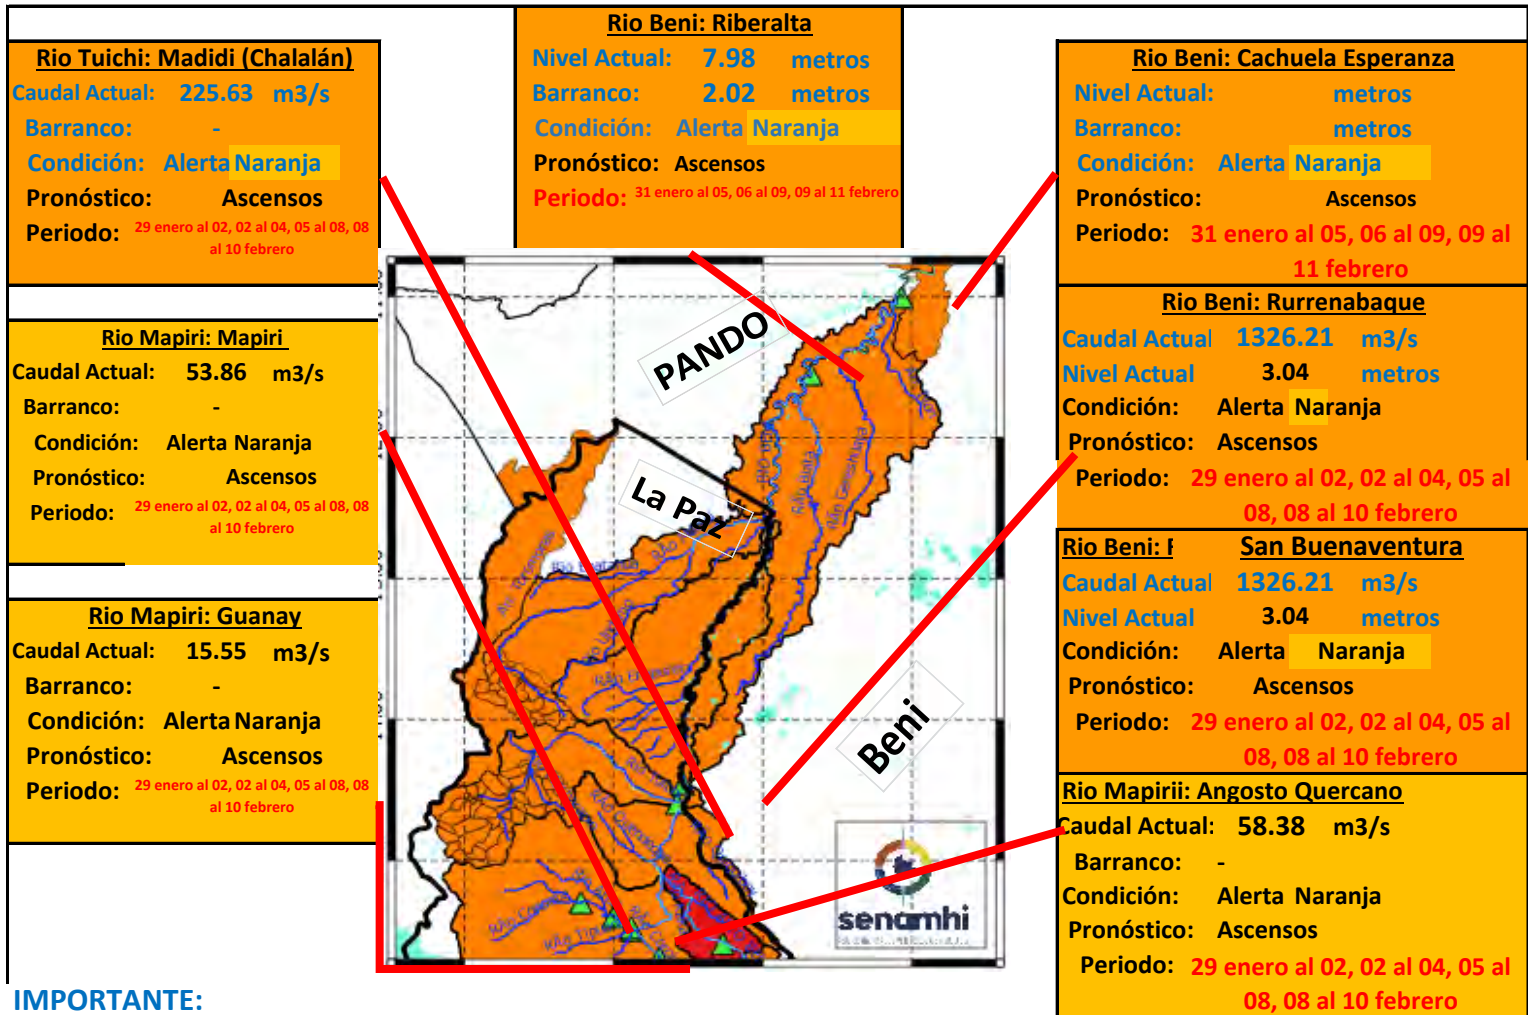 Rio Tuichi: Madidi (Chalalán)
Caudal Actual: 225.63 m3/s
Barranco: -
Condición: Alerta Naranja
Pronóstico: Ascensos
Periodo: 29 enero al 02, 02 al 04, 05 al 08, 08
al 10 febrero
Rio Mapiri: Mapiri
Caudal Actual: 53.86 m3/s
Barranco: -
Condición: Alerta Naranja
Pronóstico: Ascensos
Periodo: 29 enero al 02, 02 al 04, 05 al 08, 08
al 10 febrero
Rio Mapiri: Guanay
Caudal Actual: 15.55 m3/s
Barranco: -
Condición: Alerta Naranja
Pronóstico: Ascensos
Periodo: 29 enero al 02, 02 al 04, 05 al 08, 08
al 10 febrero
Rio Beni: Riberalta
Nivel Actual: 7.98 metros
Barranco: 2.02 metros
Condición: Alerta Naranja
Pronóstico: Ascensos
Periodo: 31 enero al 05, 06 al 09, 09 al 11 febrero
PANDO
La Paz
Beni
senamhi
Rio Beni: Cachuela Esperanza
Nivel Actual: metros
Barranco: metros
Condición: Alerta Naranja
Pronóstico: Ascensos
Periodo: 31 enero al 05, 06 al 09, 09 al
11 febrero
Rio Beni: Rurrenabaque
Caudal Actual 1326.21 m3/s
Nivel Actual 3.04 metros
Condición: Alerta Naranja
Pronóstico: Ascensos
Periodo: 29 enero al 02, 02 al 04, 05 al
08, 08 al 10 febrero
Rio Beni: San Buenaventura
Caudal Actual 1326.21 m3/s
Nivel Actual 3.04 metros
Condición: Alerta Naranja
Pronóstico: Ascensos
Periodo: 29 enero al 02, 02 al 04, 05 al
08, 08 al 10 febrero
Rio Mapirii: Angosto Quercano
Caudal Actual: 58.38 m3/s
Barranco: -
Condición: Alerta Naranja
Pronóstico: Ascensos
Periodo: 29 enero al 02, 02 al 04, 05 al
08, 08 al 10 febrero
IMPORTANTE: